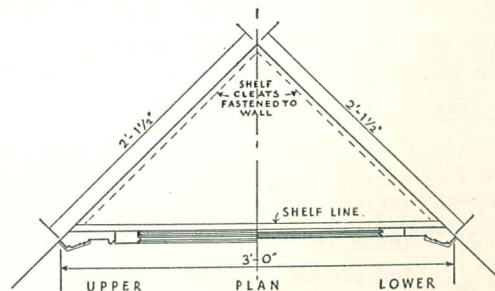 SHELF
CLEATS
FASTENED TO
WALL
2'-1½"
2'-1½"
SHELF LINE.
3'-0"
UPPER PLAN LOWER